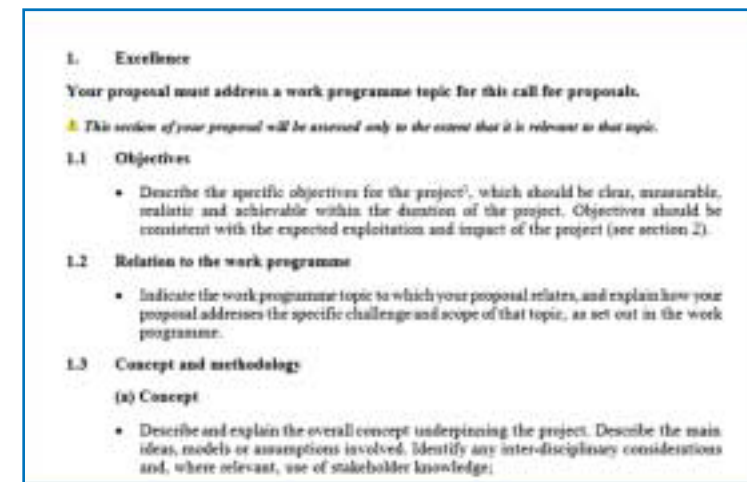 1. Excellence
Your proposal must address a work programme topic for this call for proposals.
This section of your proposal will be assessed only to the extent that it is relevant to that topic.
1.1 Objectives
• Describe the specific objectives for the project¹, which should be clear, measurable,
realistic and achievable within the duration of the project. Objectives should be
consistent with the expected exploitation and impact of the project (see section 2).
1.2 Relation to the work programme
• Indicate the work programme topic to which your proposal relates, and explain how your
proposal addresses the specific challenge and scope of that topic, as set out in the work
programme.
1.3 Concept and methodology
(a) Concept
• Describe and explain the overall concept underpinning the project. Describe the main
ideas, models or assumptions involved. Identify any inter-disciplinary considerations
and, where relevant, use of stakeholder knowledge;